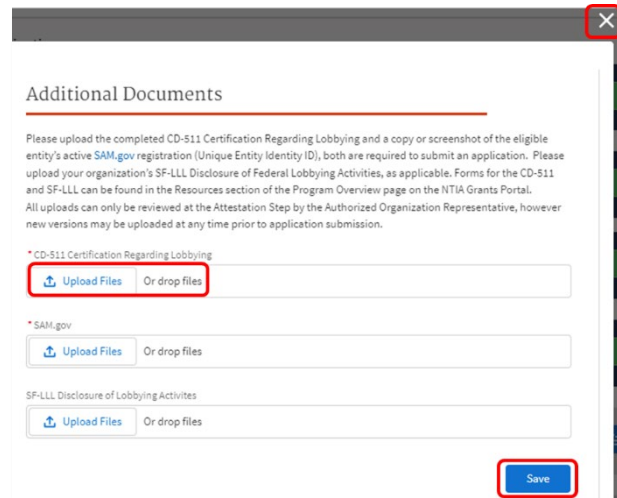 Additional Documents
Please upload the completed CD-511 Certification Regarding Lobbying and a copy or screenshot of the eligible
entity's active SAM.gov registration (Unique Entity Identity ID), both are required to submit an application. Please
upload your organization's SF-LLL Disclosure of Federal Lobbying Activities, as applicable. Forms for the CD-511
and SF-LLL can be found in the Resources section of the Program Overview page on the NTIA Grants Portal.
All uploads can only be reviewed at the Attestation Step by the Authorized Organization Representative, however
new versions may be uploaded at any time prior to application submission.
*CD-511 Certification Regarding Lobbying
Upload Files Or drop files
*SAM.gov
Upload Files Or drop files
SF-LLL Disclosure of Lobbying Activites
Upload Files Or drop files
Save